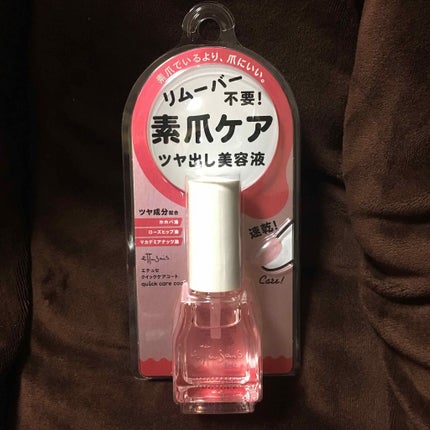 素爪でいるより、爪にいい。
リムーバー
不要!
素爪ケア
ツヤ出し美容液
ツヤ成分配合
ホホバ油
ローズヒップ油
マカデミアナッツ油
速乾!
Care!
ettusais
エテュセ
クイックケアコート
quick care coat
ettusais